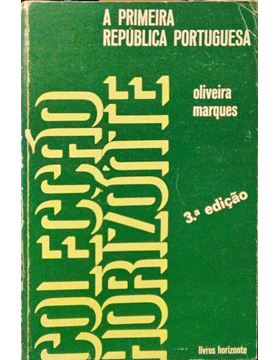 A PRIMEIRA
REPÚBLICA PORTUGUESA
oliveira
marques
3.ª edição
COLECÇÃO
HORIZONTE
livros horizonte